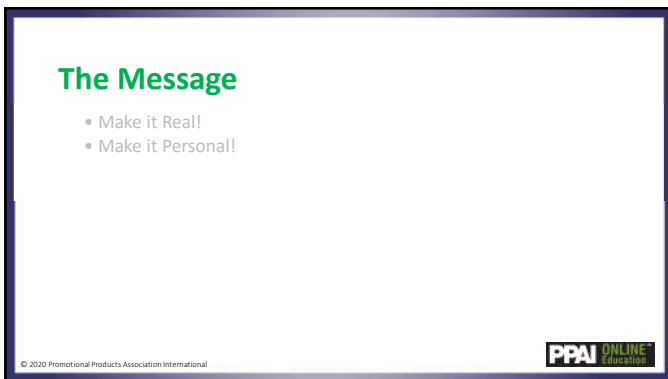 The Message
• Make it Real!
• Make it Personal!
© 2020 Promotional Products Association International
PPAI ONLINE Education